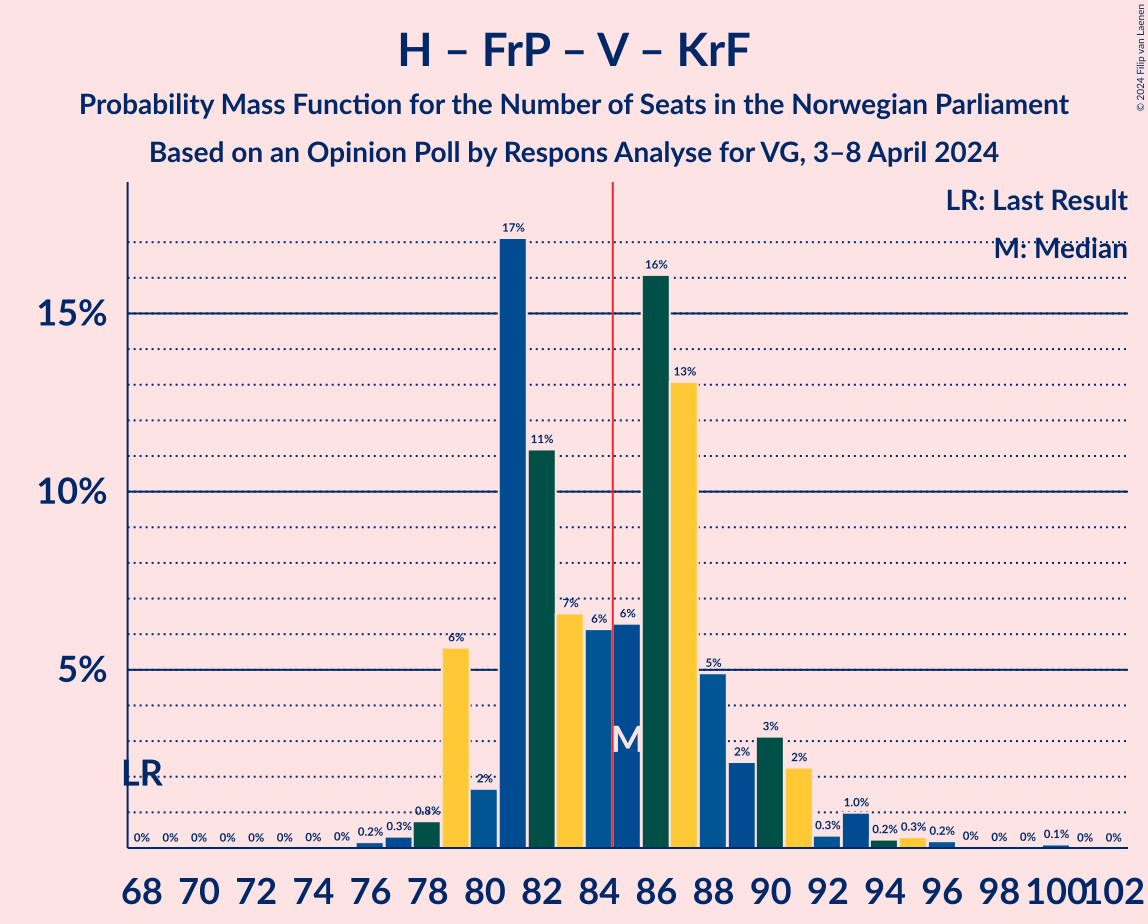 H – FrP – V – KrF
Probability Mass Function for the Number of Seats in the Norwegian Parliament
Based on an Opinion Poll by Respons Analyse for VG, 3–8 April 2024
© 2024 Filip van Laenen
LR: Last Result
M: Median
15%
10%
5%
LR
M
0% 0% 0% 0% 0% 0% 0% 0% 0.2% 0.3% 0.8% 6% 2% 17% 11% 7% 6% 6% 16% 13% 5% 2% 3% 2% 0.3% 1.0% 0.2% 0.3% 0.2% 0% 0% 0% 0.1% 0% 0%
68 70 72 74 76 78 80 82 84 86 88 90 92 94 96 98 100 102